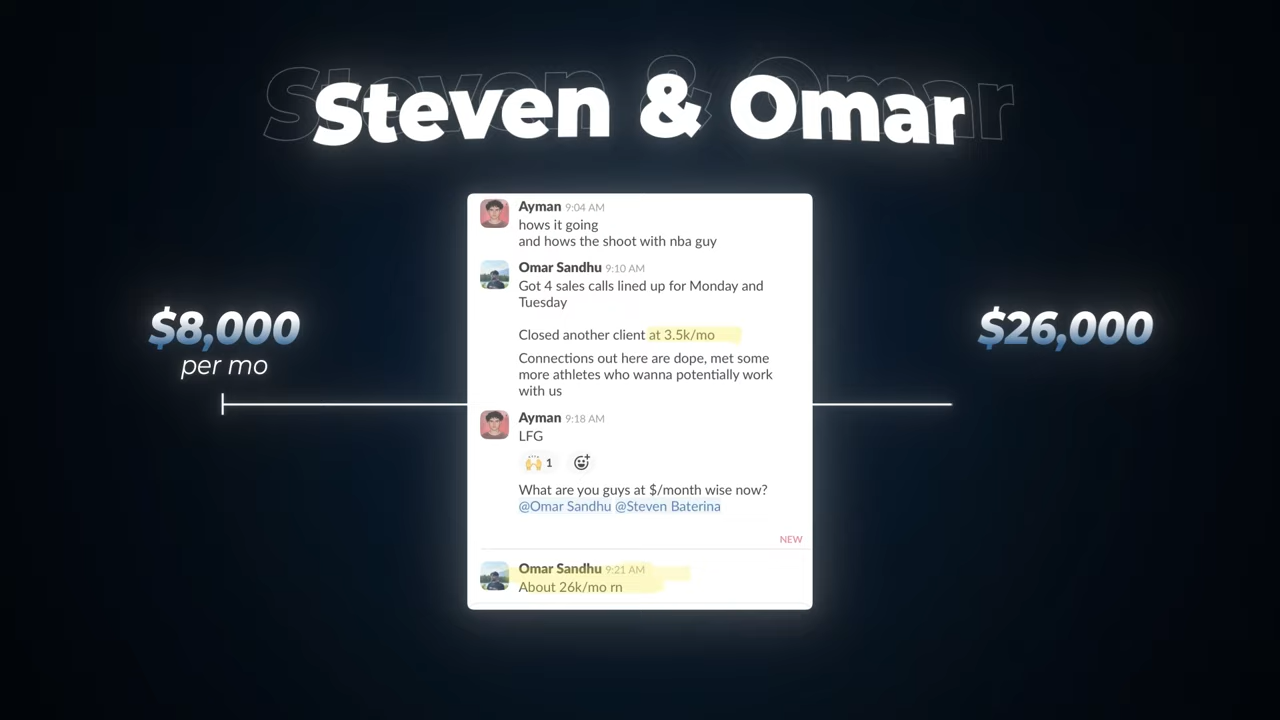 Steven & Omar
$8,000
per mo
Ayman 9:04 AM
hows it going
and hows the shoot with nba guy
Omar Sandhu 9:10 AM
Got 4 sales calls lined up for Monday and
Tuesday
Closed another client at 3.5k/mo
Connections out here are dope, met some
more athletes who wanna potentially work
with us
Ayman 9:18 AM
LFG
1
What are you guys at $/month wise now?
@Omar Sandhu @Steven Baterina
NEW
Omar Sandhu 9:21 AM
About 26k/mo rn
$26,000